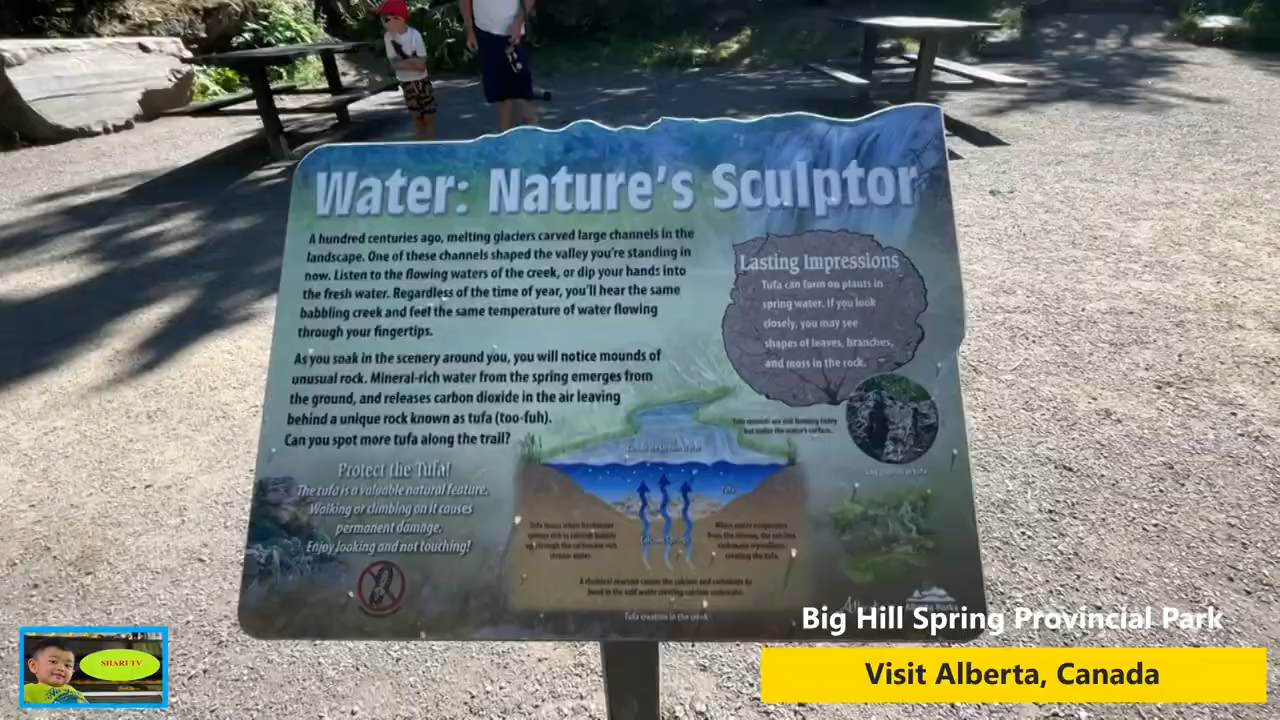 Water: Nature's Sculptor
A hundred centuries ago, melting glaciers carved large channels in the
landscape. One of these channels shaped the valley you're standing in
now. Listen to the flowing waters of the creek, or dip your hands into
the fresh water. Regardless of the time of year, you'll hear the same
babbling creek and feel the same temperature of water flowing
through your fingertips.
As you soak in the scenery around you, you will notice mounds of
unusual rock. Mineral-rich water from the spring emerges from
the ground, and releases carbon dioxide in the air leaving
behind a unique rock known as tufa (too-fuh).
Can you spot more tufa along the trail?
Lasting Impressions
Tufa can form on plants in
spring water. If you look
closely, you may see
shapes of leaves, branches,
and moss in the rock.
Protect the Tufa!
The tufa is a valuable natural feature.
Walking or climbing on it causes
permanent damage.
Enjoy looking and not touching!
Tufa
Calcium Springs
Tufa creation in the creek
Big Hill Spring Provincial Park
Visit Alberta, Canada
SHARI TV